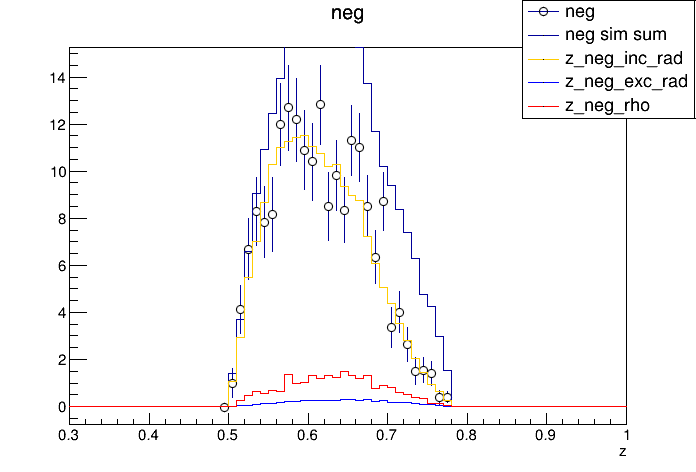 neg
neg
neg sim sum
z_neg_inc_rad
z_neg_exc_rad
z_neg_rho
14
12
10
8
6
4
2
0
0.3 0.4 0.5 0.6 0.7 0.8 0.9 1
z